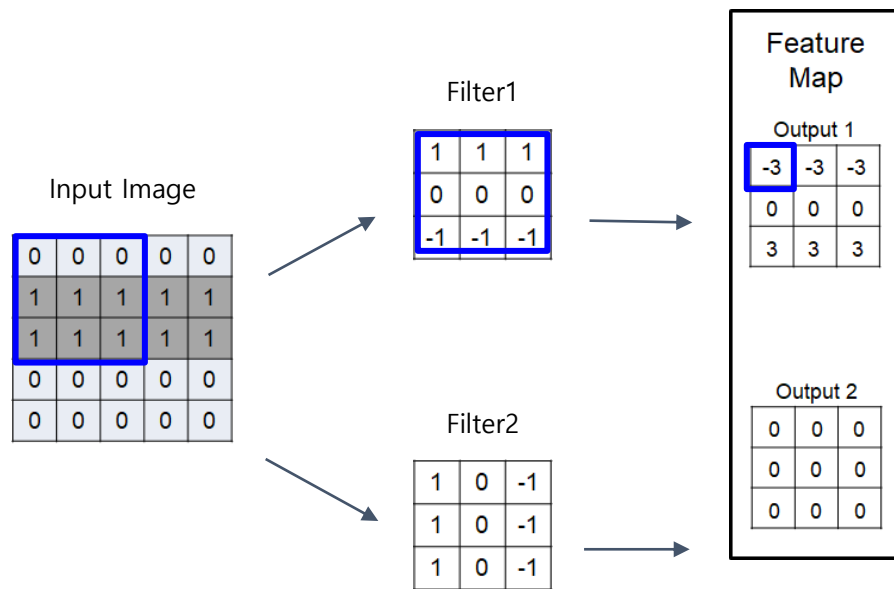 Input Image
0 0 0 0 0
1 1 1 1 1
1 1 1 1 1
0 0 0 0 0
0 0 0 0 0
Filter1
1 1 1
0 0 0
-1 -1 -1
Filter2
1 0 -1
1 0 -1
1 0 -1
Feature
Map
Output 1
-3 -3 -3
0 0 0
3 3 3
Output 2
0 0 0
0 0 0
0 0 0